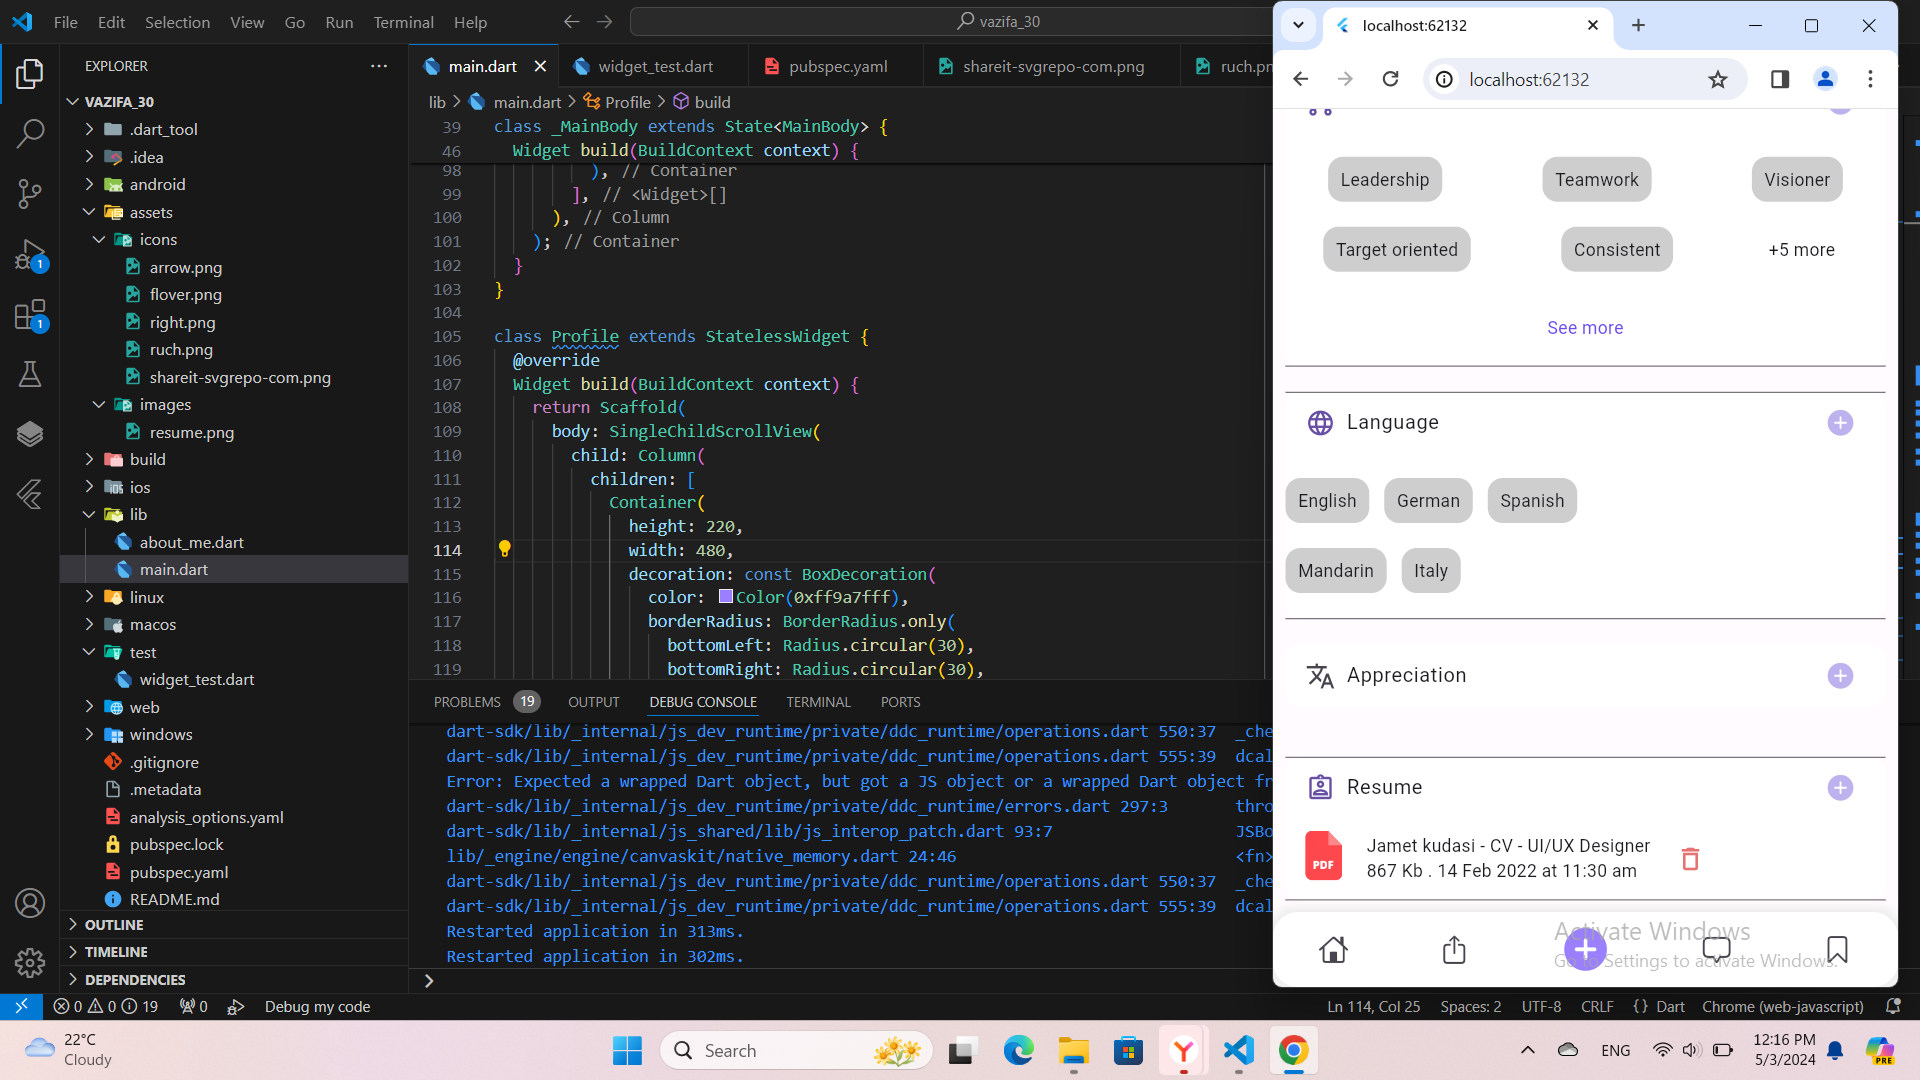 File Edit Selection View Go Run Terminal Help
vazifa_30
EXPLORER
VAZIFA_30
.dart_tool
.idea
android
assets
icons
arrow.png
flover.png
right.png
ruch.png
shareit-svgrepo-com.png
images
resume.png
build
ios
lib
about_me.dart
main.dart
linux
macos
test
widget_test.dart
web
windows
.gitignore
.metadata
analysis_options.yaml
pubspec.lock
pubspec.yaml
README.md
OUTLINE
TIMELINE
DEPENDENCIES
1
1
main.dart widget_test.dart pubspec.yaml shareit-svgrepo-com.png ruch.pn
lib > main.dart > Profile > build
39 class _MainBody extends State<MainBody> {
46 Widget build(BuildContext context) {
98 ), // Container
99 ], // <Widget>[]
100 ), // Column
101 ); // Container
102 }
103 }
104
105 class Profile extends StatelessWidget {
106 @override
107 Widget build(BuildContext context) {
108 return Scaffold(
109 body: SingleChildScrollView(
110 child: Column(
111 children: [
112 Container(
113 height: 220,
114 width: 480,
115 decoration: const BoxDecoration(
116 color: Color(0xff9a7fff),
117 borderRadius: BorderRadius.only(
118 bottomLeft: Radius.circular(30),
119 bottomRight: Radius.circular(30),
PROBLEMS 19 OUTPUT DEBUG CONSOLE TERMINAL PORTS
dart-sdk/lib/_internal/js_dev_runtime/private/ddc_runtime/operations.dart 550:37 _che
dart-sdk/lib/_internal/js_dev_runtime/private/ddc_runtime/operations.dart 555:39 dcal
Error: Expected a wrapped Dart object, but got a JS object or a wrapped Dart object fr
dart-sdk/lib/_internal/js_dev_runtime/private/ddc_runtime/errors.dart 297:3 thro
dart-sdk/lib/_internal/js_shared/lib/js_interop_patch.dart 93:7 JSBo
lib/_engine/engine/canvaskit/native_memory.dart 24:46 <fn>
dart-sdk/lib/_internal/js_dev_runtime/private/ddc_runtime/operations.dart 550:37 _che
dart-sdk/lib/_internal/js_dev_runtime/private/ddc_runtime/operations.dart 555:39 dcal
Restarted application in 313ms.
Restarted application in 302ms.
localhost:62132
localhost:62132
Leadership Teamwork Visioner
Target oriented Consistent +5 more
See more
Language
English German Spanish
Mandarin Italy
Appreciation
Resume
PDF
Jamet kudasi - CV - UI/UX Designer
867 Kb . 14 Feb 2022 at 11:30 am
Activate Windows
Go to Settings to activate Windows.
0 0 19 0 Debug my code Ln 114, Col 25 Spaces: 2 UTF-8 CRLF {} Dart Chrome (web-javascript)
22°C
Cloudy
Search
ENG
12:16 PM
5/3/2024
PRE